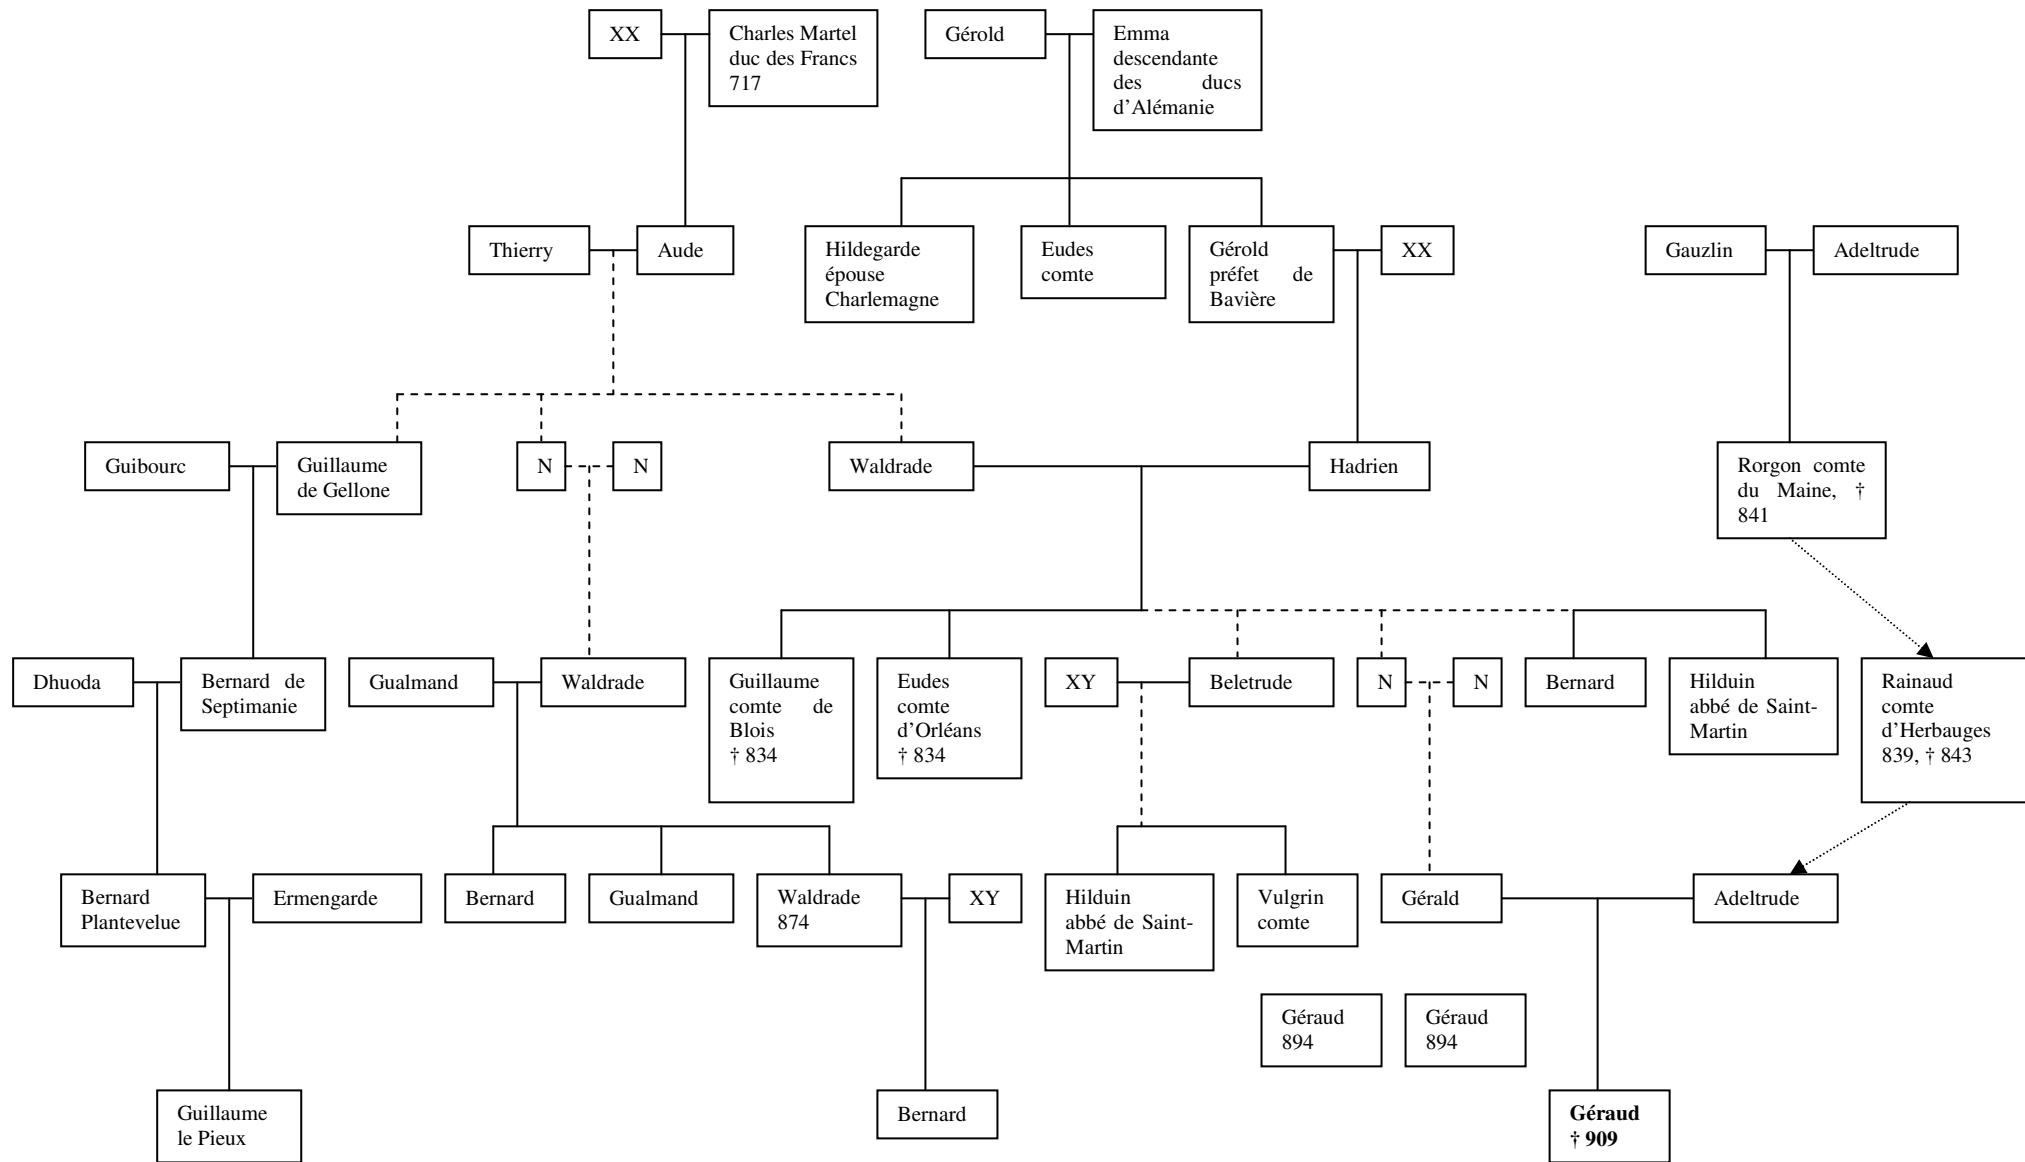 XX
Charles Martel
duc des Francs
717
Gérold
Emma
descendante
des ducs
d'Alémanie
Thierry
Aude
Hildegarde
épouse
Charlemagne
Eudes
comte
Gérold
préfet de
Bavière
XX
Gauzlin
Adeltrude
Guibourc
Guillaume
de Gellone
N
N
Waldrade
Hadrien
Rorgon comte
du Maine, †
841
Dhuoda
Bernard de
Septimanie
Gualmand
Waldrade
Guillaume
comte de
Blois
† 834
Eudes
comte
d'Orléans
† 834
XY
Beletrude
N
N
Bernard
Hilduin
abbé de Saint-
Martin
Rainaud
comte
d'Herbauges
839, † 843
Bernard
Plantevelue
Ermengarde
Bernard
Gualmand
Waldrade
874
XY
Hilduin
abbé de Saint-
Martin
Vulgrin
comte
Gérald
Adeltrude
Géraud
894
Géraud
894
Guillaume
le Pieux
Bernard
Géraud
† 909